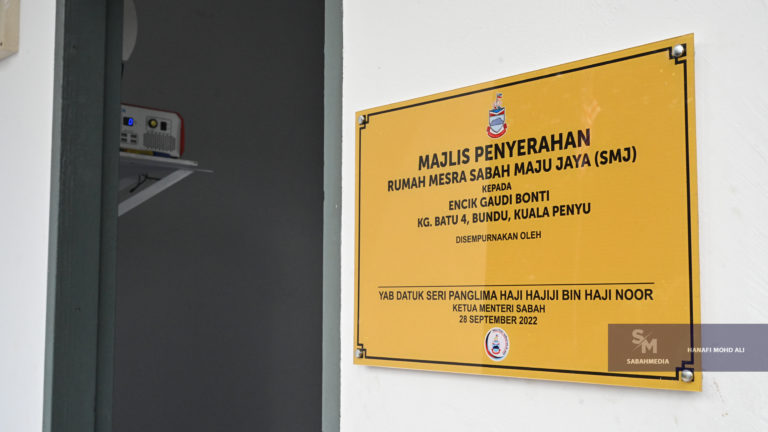 MAJLIS PENYERAHAN
RUMAH MESRA SABAH MAJU JAYA (SMJ)
KEPADA
ENCIK GAUDI BONTI
KG. BATU 4, BUNDU, KUALA PENYU
DISEMPURNAKAN OLEH
YAB DATUK SERI PANGLIMA HAJI HAJIJI BIN HAJI NOOR
KETUA MENTERI SABAH
28 SEPTEMBER 2022
SM
SABAHMEDIA
HANAFI MOHD ALI